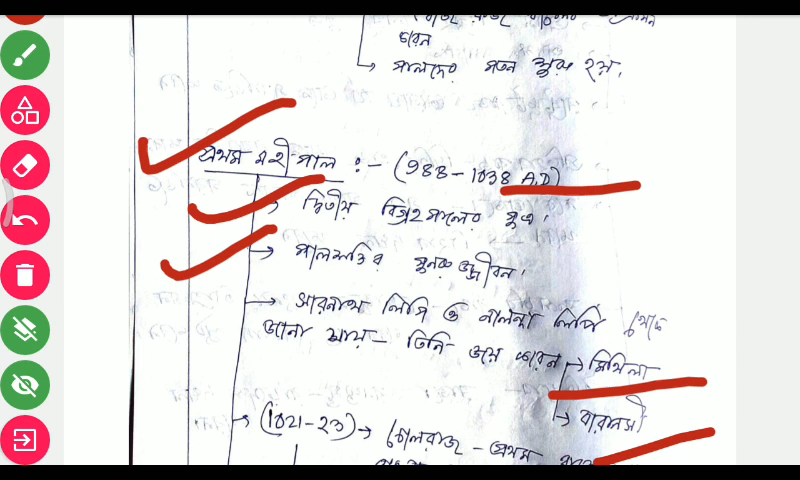 করেন
→ পালদের পতন শুরু হয়।
প্রথম মহীপাল :- (988-1038 A.D)
→ দ্বিতীয় বিগ্রহপালের পুত্র।
→ পালশক্তির পুনরুজ্জীবন।
→ সারনাথ লিপি ও নালন্দা লিপি থেকে
জানা যায় - তিনি জয় করেন → মিথিলা
→ বারানসী
→ (1021-23) → চোলরাজ - প্রথম